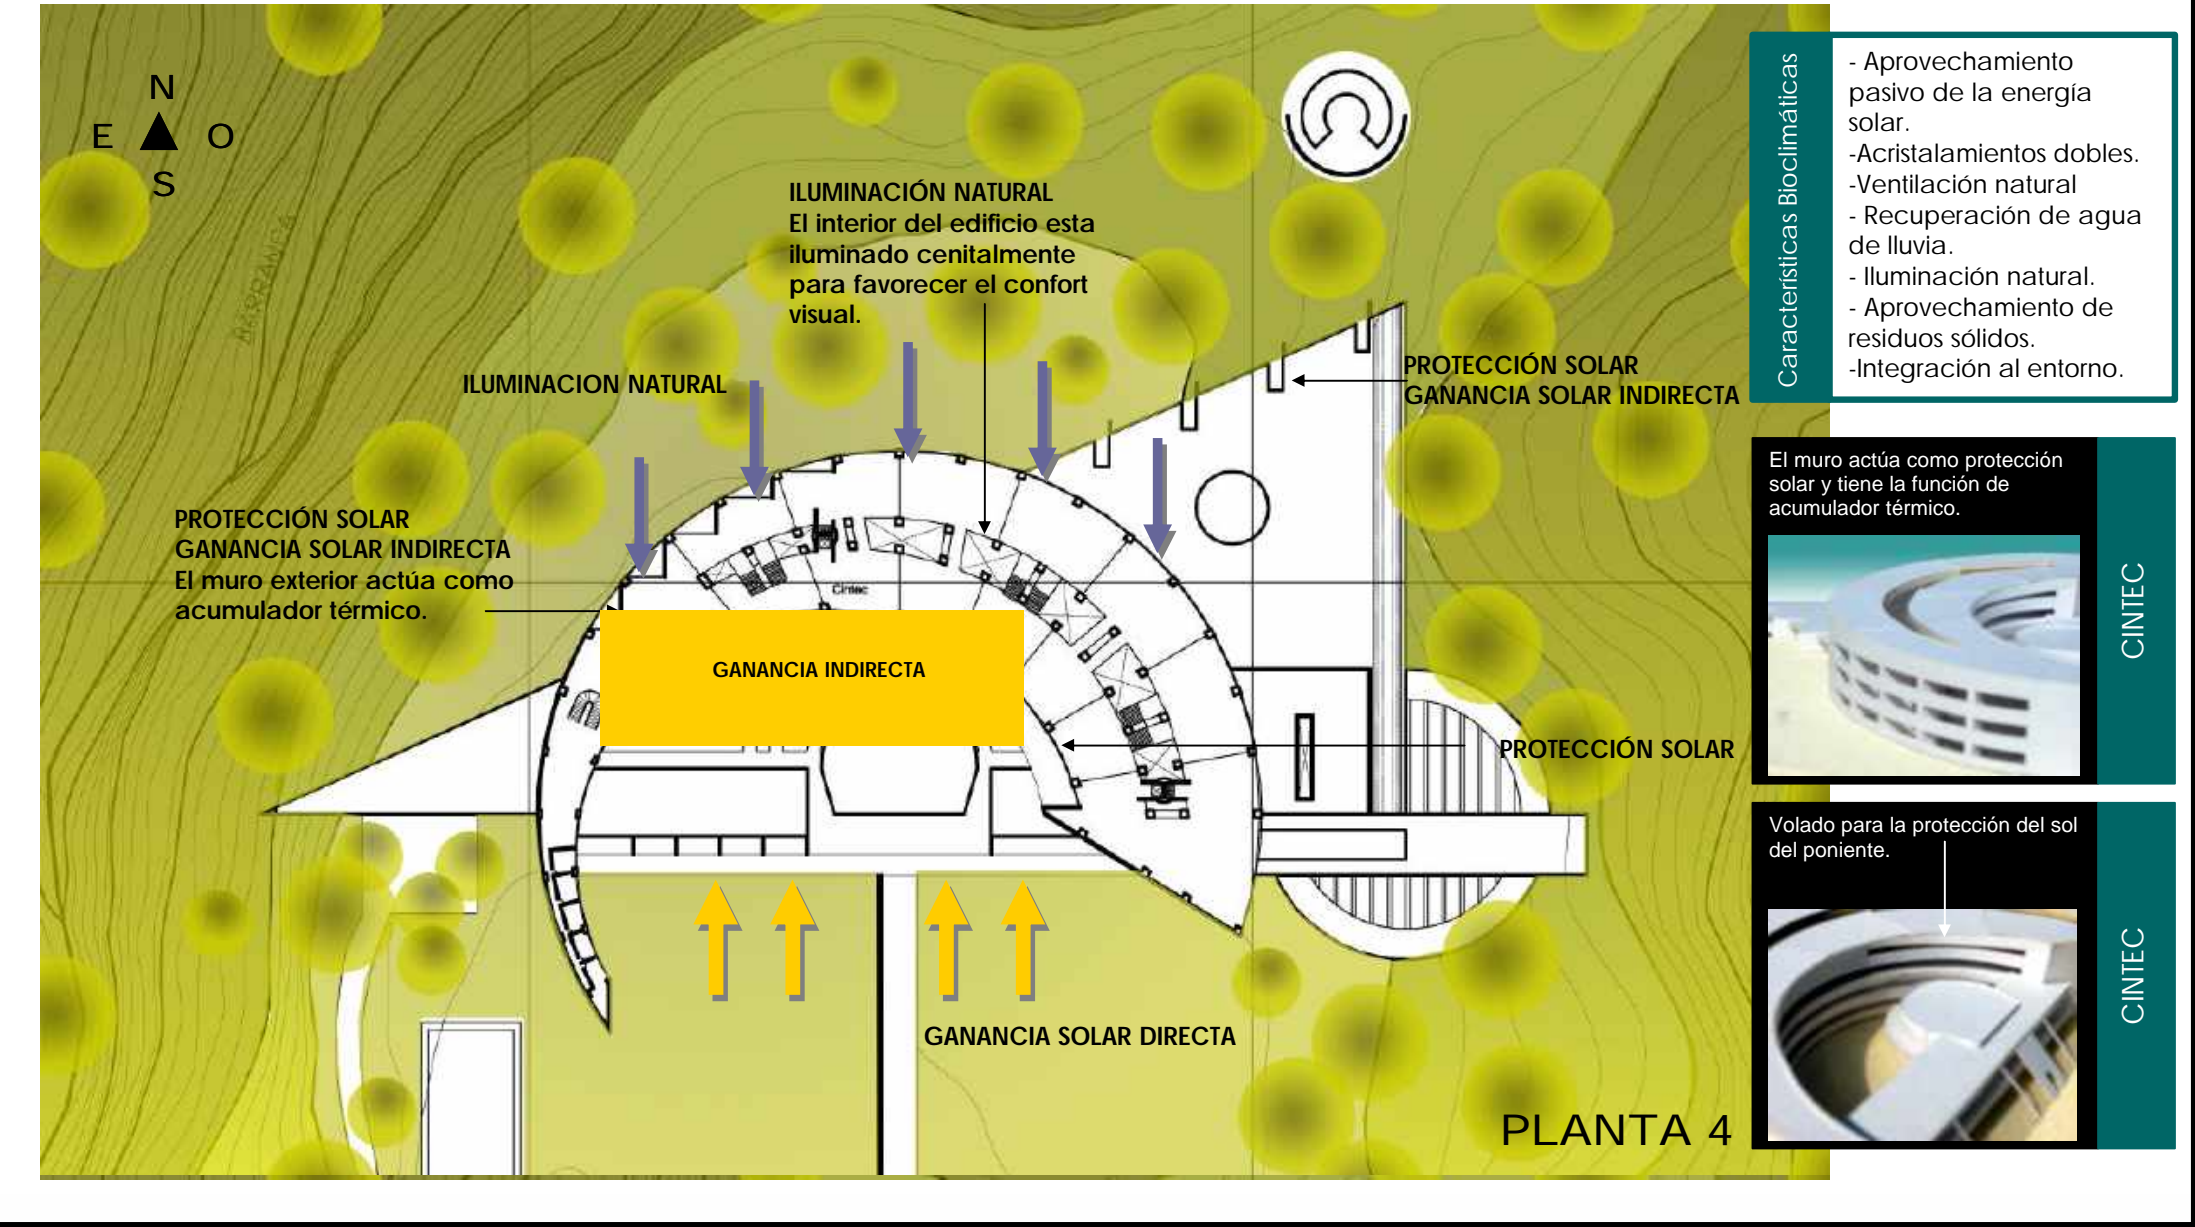 N
E O
S
BARRANCA
ILUMINACIÓN NATURAL
El interior del edificio esta
iluminado cenitalmente
para favorecer el confort
visual.
ILUMINACION NATURAL
PROTECCIÓN SOLAR
GANANCIA SOLAR INDIRECTA
PROTECCIÓN SOLAR
GANANCIA SOLAR INDIRECTA
El muro exterior actúa como
acumulador térmico.
Cintec
GANANCIA INDIRECTA
PROTECCIÓN SOLAR
GANANCIA SOLAR DIRECTA
PLANTA 4
Características Bioclimáticas
- Aprovechamiento
pasivo de la energía
solar.
-Acristalamientos dobles.
-Ventilación natural
- Recuperación de agua
de lluvia.
- Iluminación natural.
- Aprovechamiento de
residuos sólidos.
-Integración al entorno.
El muro actúa como protección
solar y tiene la función de
acumulador térmico.
CINTEC
Volado para la protección del sol
del poniente.
CINTEC